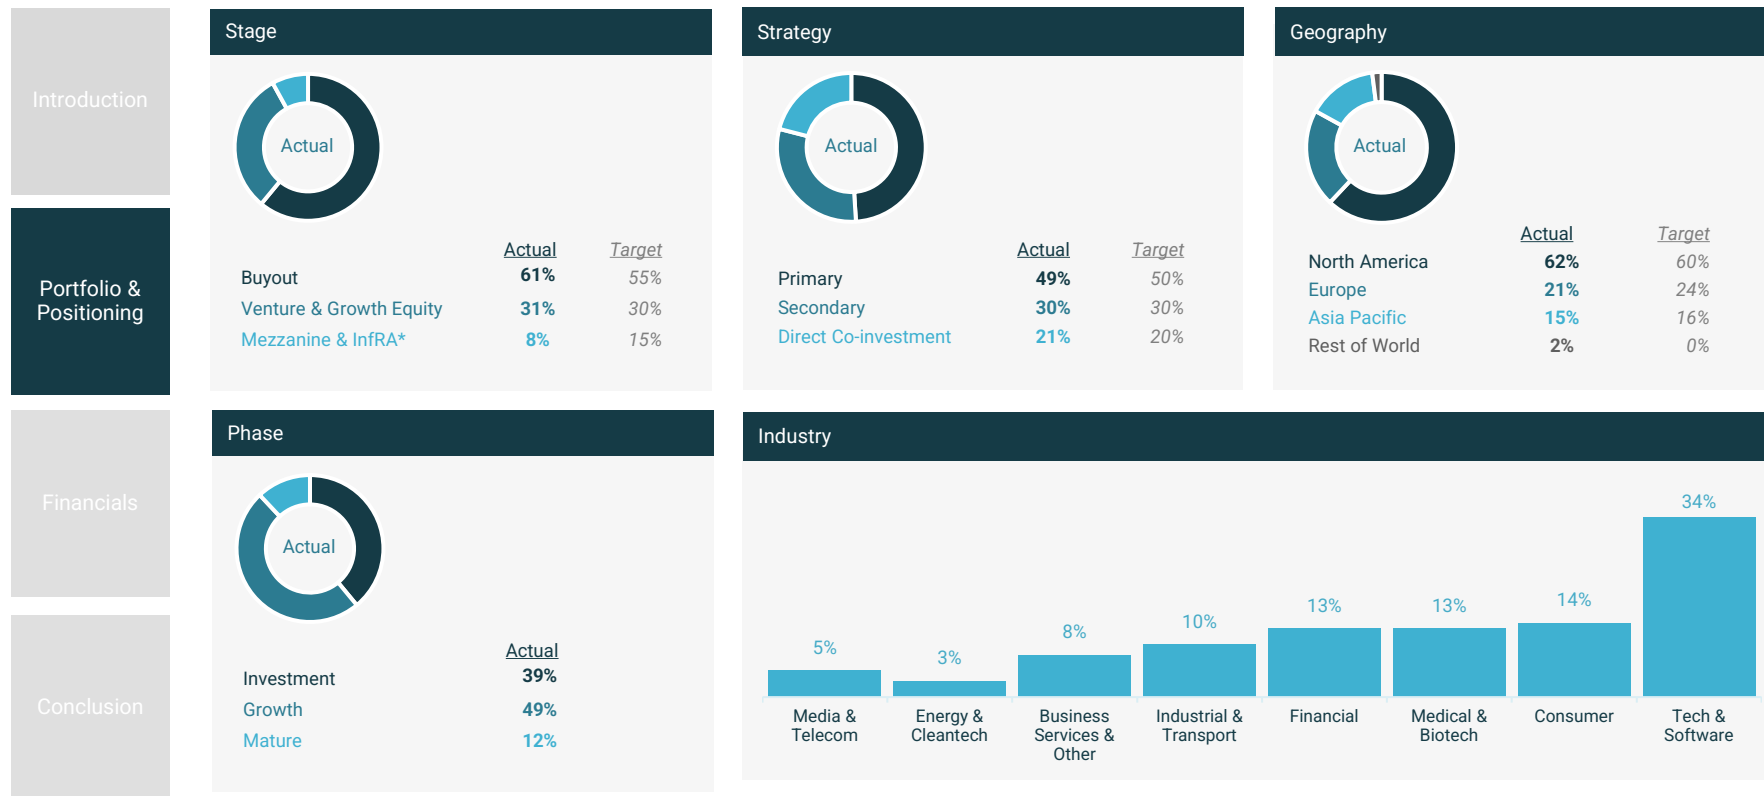 Introduction
Portfolio &
Positioning
Financials
Conclusion
Stage
Actual
Actual Target
Buyout 61% 55%
Venture & Growth Equity 31% 30%
Mezzanine & InfRA* 8% 15%
Strategy
Actual
Actual Target
Primary 49% 50%
Secondary 30% 30%
Direct Co-investment 21% 20%
Geography
Actual
Actual Target
North America 62% 60%
Europe 21% 24%
Asia Pacific 15% 16%
Rest of World 2% 0%
Phase
Actual
Actual
Investment 39%
Growth 49%
Mature 12%
Industry
5%
3%
8%
10%
13%
13%
14%
34%
Media &
Telecom
Energy &
Cleantech
Business
Services &
Other
Industrial &
Transport
Financial
Medical &
Biotech
Consumer
Tech &
Software